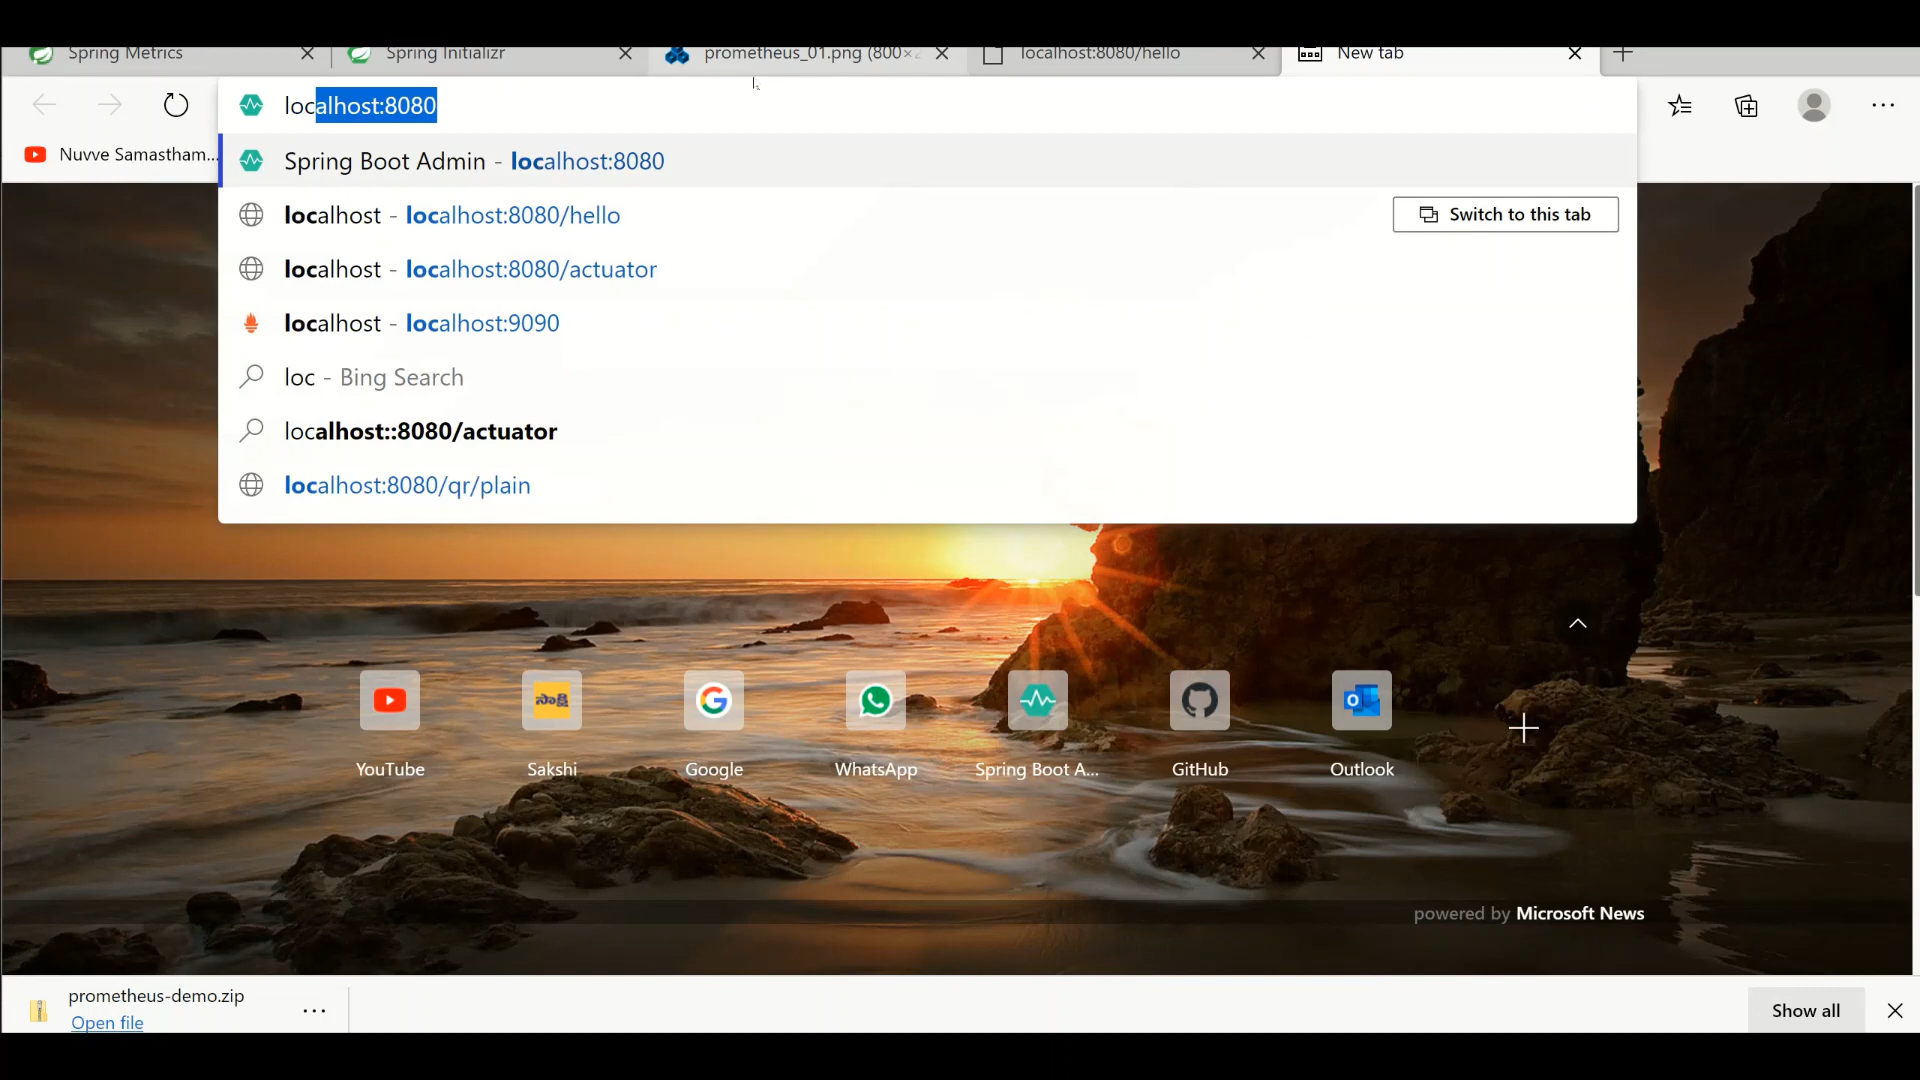 Spring Metrics
Spring Initializr
prometheus_01.png (800×
localhost:8080/hello
New tab
localhost:8080
Nuvve Samastham...
Spring Boot Admin - localhost:8080
localhost - localhost:8080/hello
Switch to this tab
localhost - localhost:8080/actuator
localhost - localhost:9090
loc - Bing Search
localhost::8080/actuator
localhost:8080/qr/plain
సాక్షి
YouTube
Sakshi
Google
WhatsApp
Spring Boot A...
GitHub
Outlook
powered by Microsoft News
prometheus-demo.zip
Open file
Show all